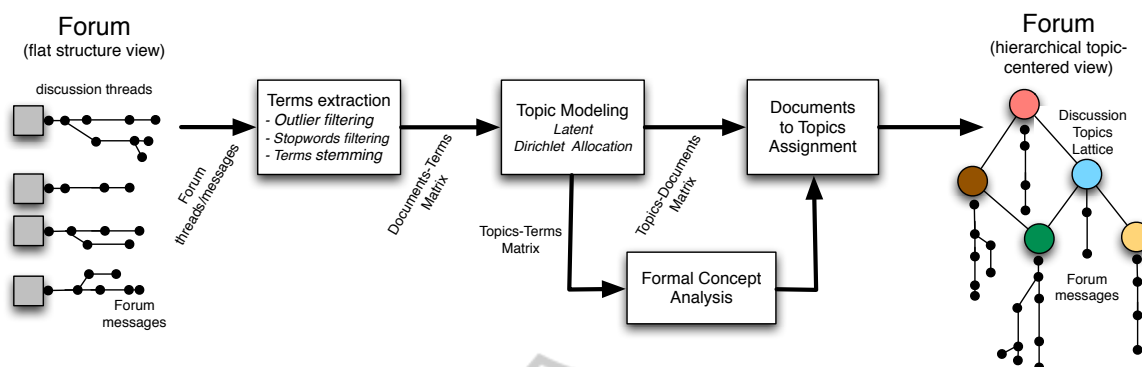 Forum
(flat structure view)
discussion threads
Forum
messages
Forum
threads/messages
Terms extraction
- Outlier filtering
- Stopwords filtering
- Terms stemming
Documents-Terms
Matrix
Topic Modeling
Latent
Dirichlet Allocation
Topics-Terms
Matrix
Topics-Documents
Matrix
Formal Concept
Analysis
Documents
to Topics
Assignment
Forum
(hierarchical topic-
centered view)
Discussion
Topics
Lattice
Forum
messages